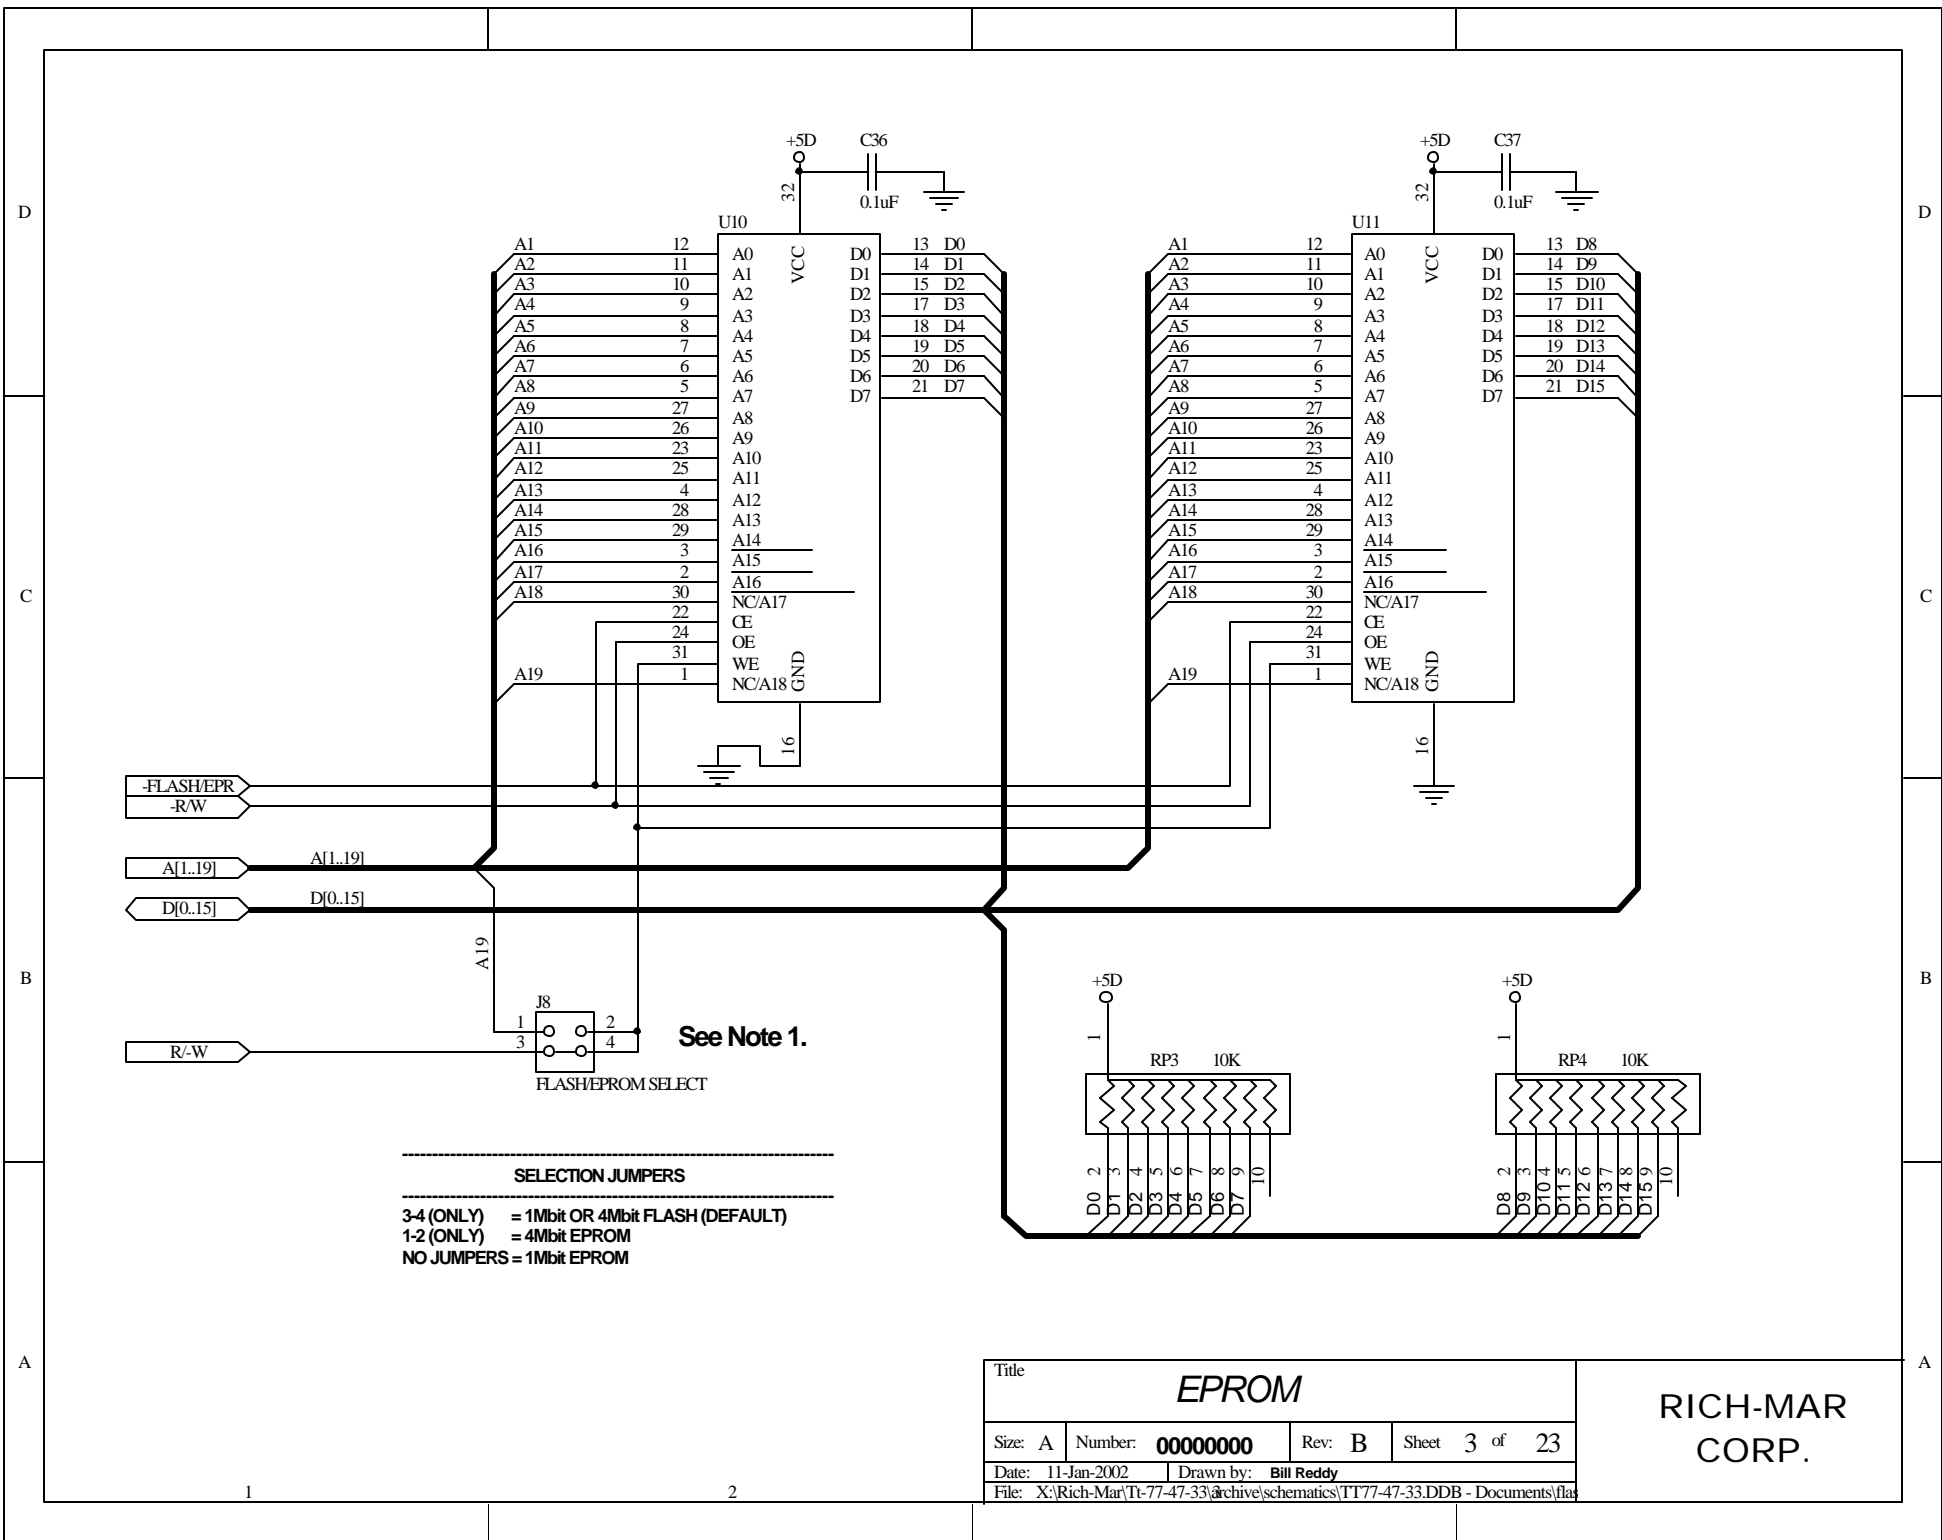 +5D C36
0.1uF
32
U10
A1 12 A0 VCC D0 13 D0
A2 11 A1 D1 14 D1
A3 10 A2 D2 15 D2
A4 9 A3 D3 17 D3
A5 8 A4 D4 18 D4
A6 7 A5 D5 19 D5
A7 6 A6 D6 20 D6
A8 5 A7 D7 21 D7
A9 27 A8
A10 26 A9
A11 23 A10
A12 25 A11
A13 4 A12
A14 28 A13
A15 29 A14
A16 3 A15
A17 2 A16
A18 30 NC/A17
22 CE
24 OE
31 WE
A19 1 NC/A18 GND
16
+5D C37
0.1uF
32
U11
A1 12 A0 VCC D0 13 D8
A2 11 A1 D1 14 D9
A3 10 A2 D2 15 D10
A4 9 A3 D3 17 D11
A5 8 A4 D4 18 D12
A6 7 A5 D5 19 D13
A7 6 A6 D6 20 D14
A8 5 A7 D7 21 D15
A9 27 A8
A10 26 A9
A11 23 A10
A12 25 A11
A13 4 A12
A14 28 A13
A15 29 A14
A16 3 A15
A17 2 A16
A18 30 NC/A17
22 CE
24 OE
31 WE
A19 1 NC/A18 GND
16
D D
C C
-FLASH/EPR
-R/W
A[1..19] A[1..19]
D[0..15] D[0..15]
A19
B B
J8
1 2
3 4
R/-W
See Note 1.
FLASH/EPROM SELECT
+5D
1
RP3 10K
2 3 4 5 6 7 8 9 10
D0 D1 D2 D3 D4 D5 D6 D7
+5D
1
RP4 10K
2 3 4 5 6 7 8 9 10
D8 D9 D10 D11 D12 D13 D14 D15
SELECTION JUMPERS
3-4 (ONLY) = 1Mbit OR 4Mbit FLASH (DEFAULT)
1-2 (ONLY) = 4Mbit EPROM
NO JUMPERS = 1Mbit EPROM
A A
Title
EPROM
Size: A Number: 00000000 Rev: B Sheet 3 of 23
Date: 11-Jan-2002 Drawn by: Bill Reddy
RICH-MAR
CORP.
1 2
File: X:\Rich-Mar\Tt-77-47-33\archive\schematics\TT77-47-33.DDB - Documents\flas